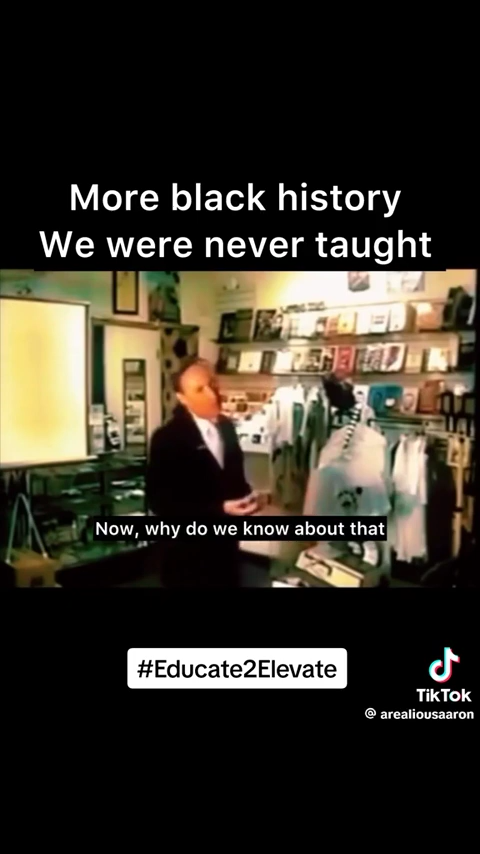 More black history
We were never taught
Now, why do we know about that
#Educate2Elevate
TikTok
@ arealiousaaron